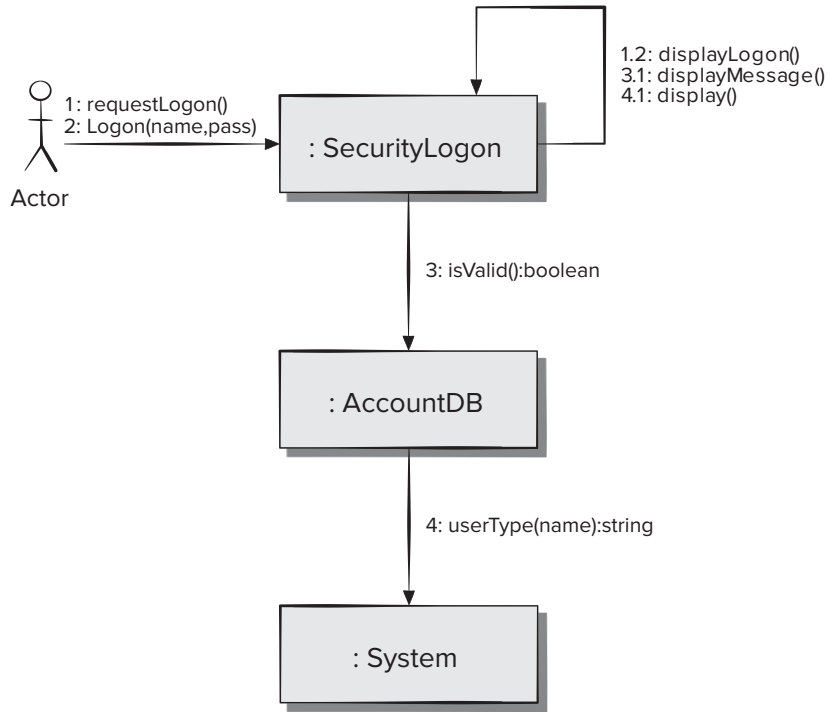 1.2: displayLogon()
3.1: displayMessage()
4.1: display()
1: requestLogon()
2: Logon(name,pass)
: SecurityLogon
Actor
3: isValid():boolean
: AccountDB
4: userType(name):string
: System